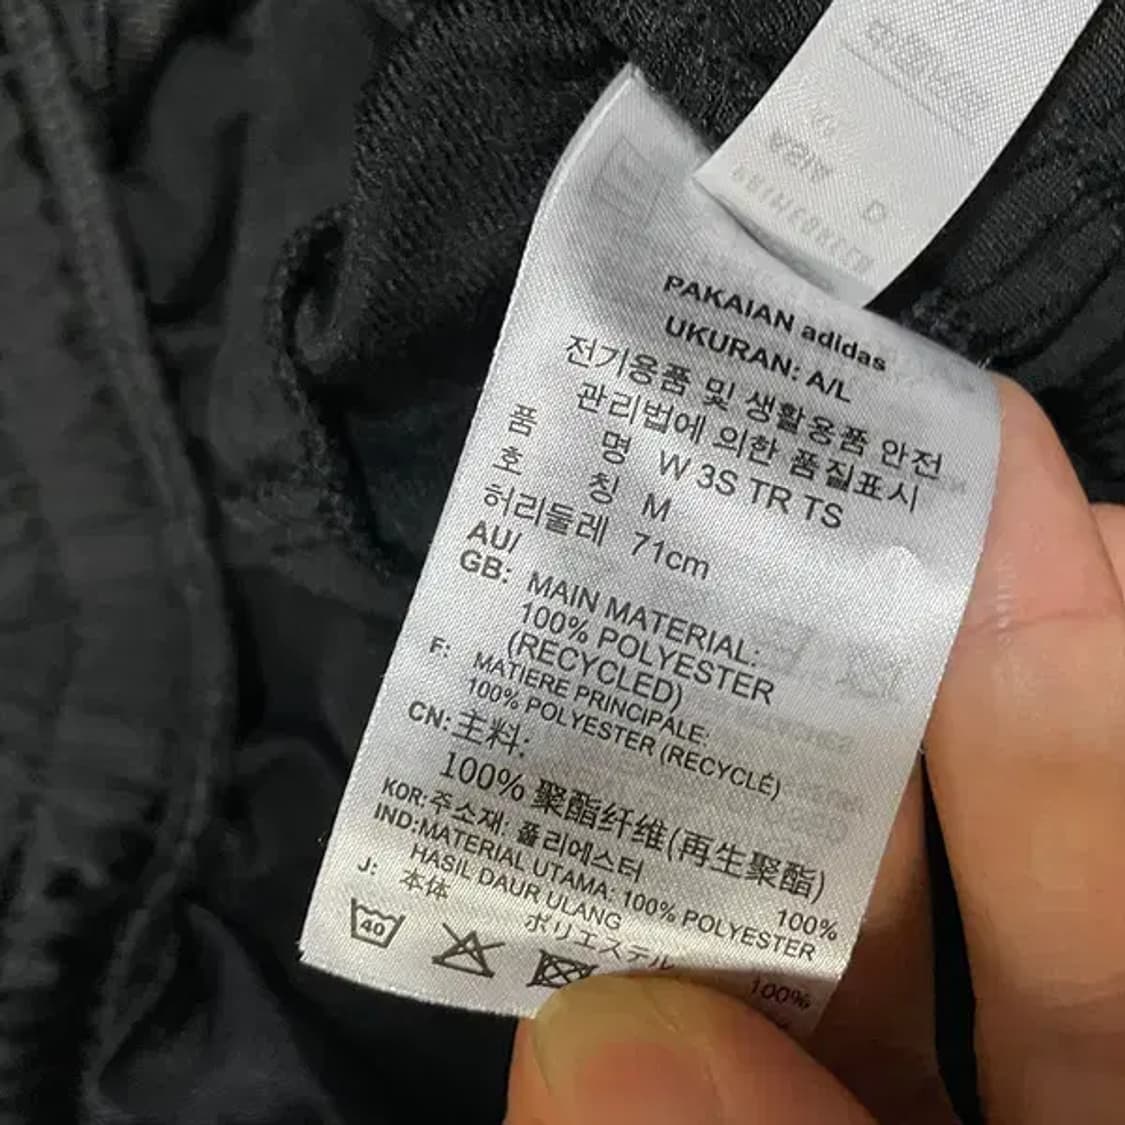 PAKAIAN adidas
UKURAN: A/L
전기용품 및 생활용품 안전
관리법에 의한 품질표시
품 명 W 3S TR TS
호 칭 M
허리둘레 71cm
AU/
GB: MAIN MATERIAL:
100% POLYESTER
(RECYCLED)
F: MATIERE PRINCIPALE:
100% POLYESTER (RECYCLÉ)
CN: 主料:
100% 聚酯纤维(再生聚酯)
KOR: 주소재: 폴리에스터 100%
IND: MATERIAL UTAMA: 100% POLYESTER
HASIL DAUR ULANG
J: 本体
ポリエステル 100%
40
ASIA D